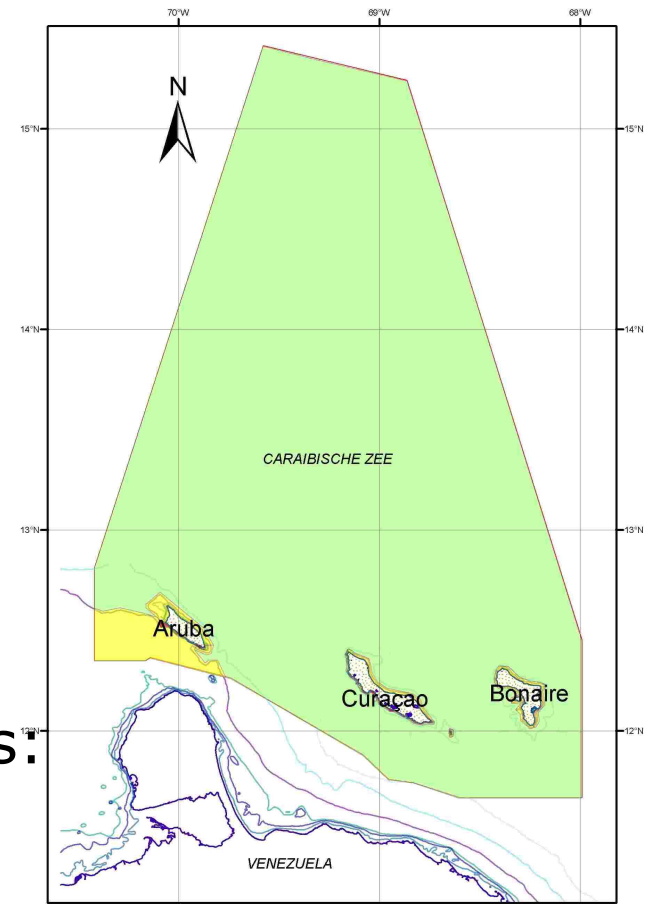 70°W 69°W 68°W
N
15°N 15°N
14°N 14°N
CARAIBISCHE ZEE
13°N 13°N
Aruba
Curaçao Bonaire
s:
12°N 12°N
VENEZUELA